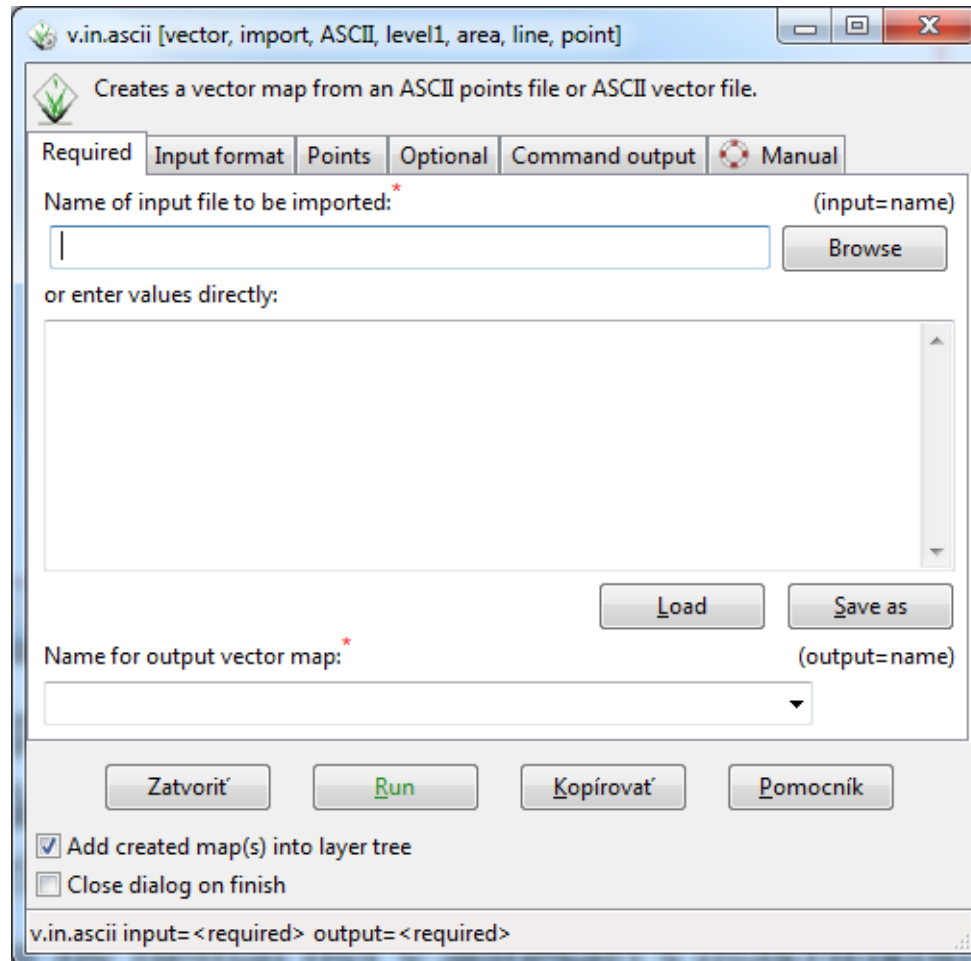 v.in.ascii [vector, import, ASCII, level1, area, line, point]
Creates a vector map from an ASCII points file or ASCII vector file.
Required Input format Points Optional Command output Manual
Name of input file to be imported:* (input=name)
Browse
or enter values directly:
Load Save as
Name for output vector map:* (output=name)
Zatvoriť Run Kopírovať Pomocník
Add created map(s) into layer tree
Close dialog on finish
v.in.ascii input=<required> output=<required>